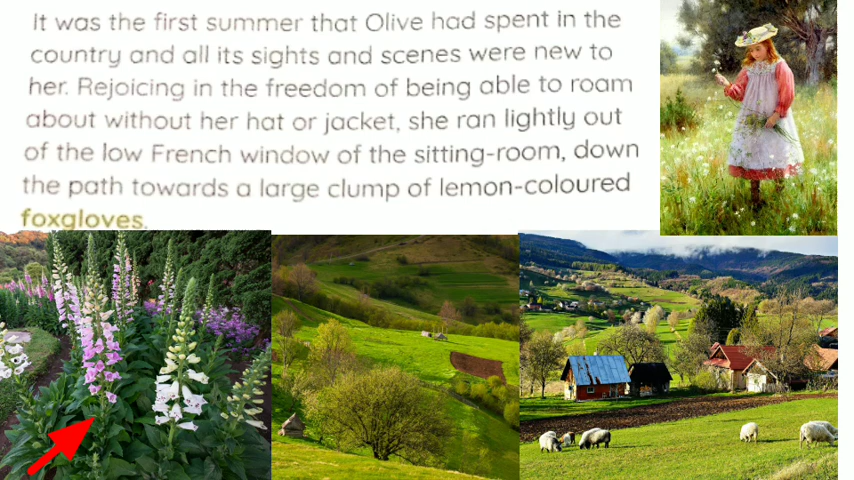 It was the first summer that Olive had spent in the
country and all its sights and scenes were new to
her. Rejoicing in the freedom of being able to roam
about without her hat or jacket, she ran lightly out
of the low French window of the sitting-room, down
the path towards a large clump of lemon-coloured
foxgloves.